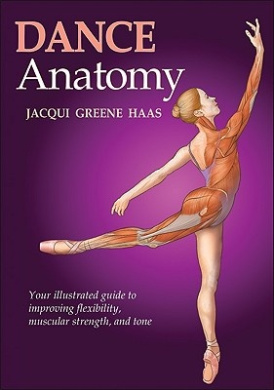 DANCE
Anatomy
JACQUI GREENE HAAS
Your illustrated guide to
improving flexibility,
muscular strength, and tone